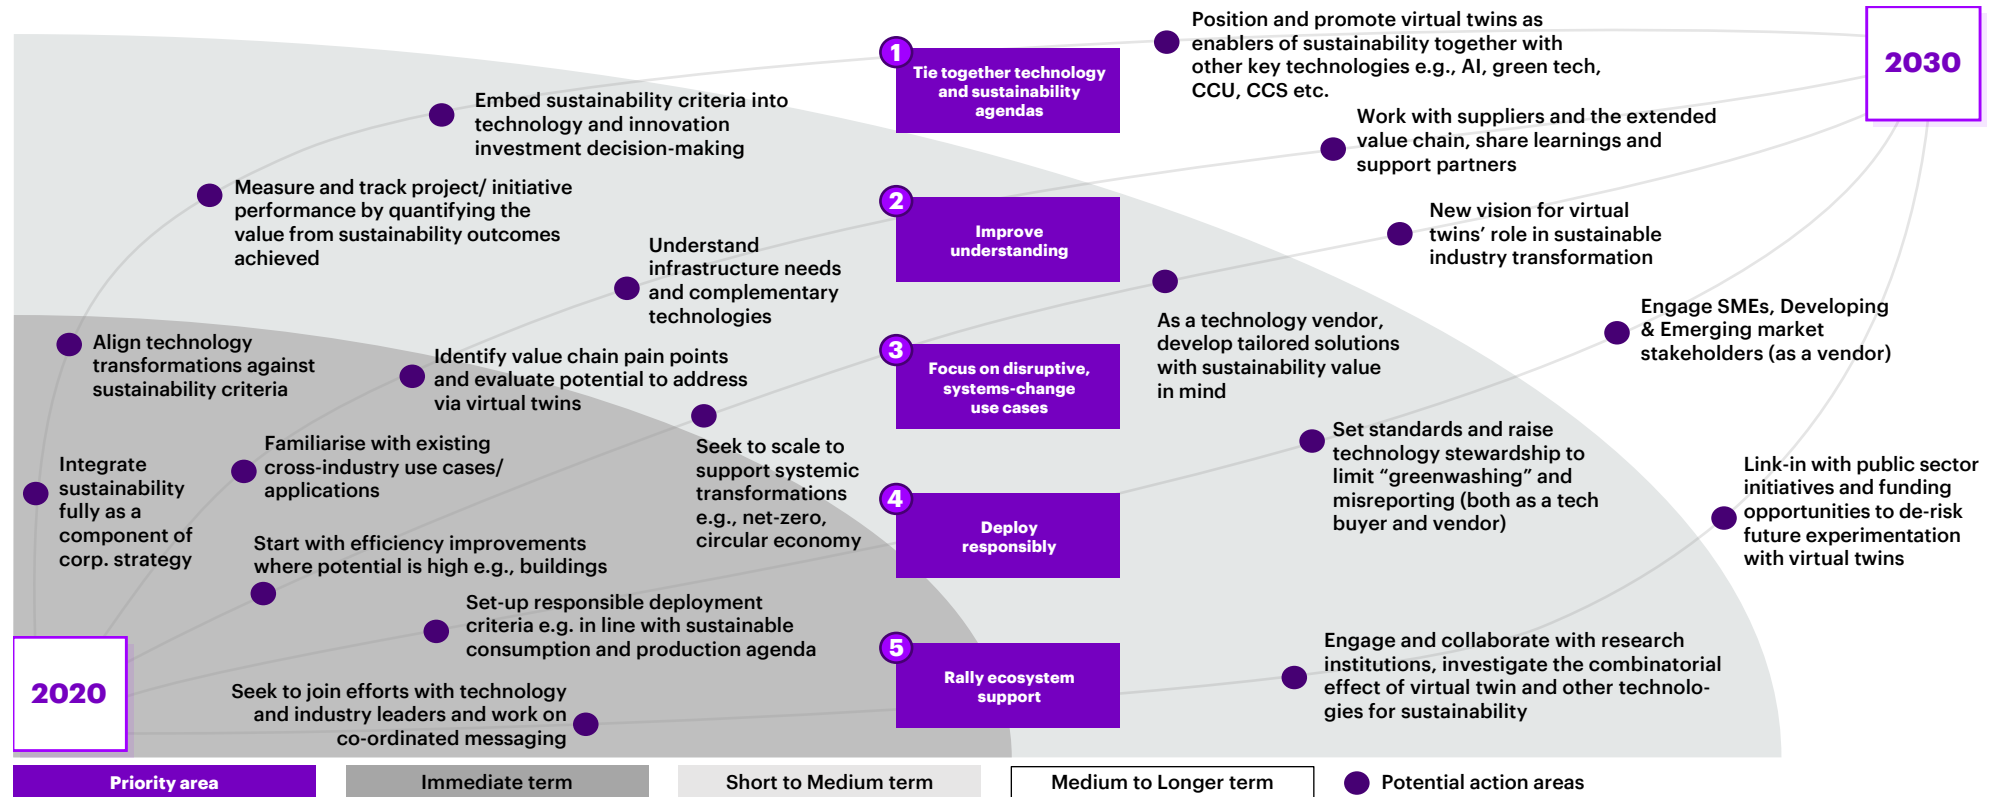 Position and promote virtual twins as
enablers of sustainability together with
other key technologies e.g., AI, green tech,
CCU, CCS etc.
2030
1
Tie together technology
and sustainability
agendas
Embed sustainability criteria into
technology and innovation
investment decision-making
Work with suppliers and the extended
value chain, share learnings and
support partners
Measure and track project/ initiative
performance by quantifying the
value from sustainability outcomes
achieved
2
Improve
understanding
New vision for virtual
twins’ role in sustainable
industry transformation
Understand
infrastructure needs
and complementary
technologies
Engage SMEs, Developing
& Emerging market
stakeholders (as a vendor)
As a technology vendor,
develop tailored solutions
with sustainability value
in mind
Align technology
transformations against
sustainability criteria
Identify value chain pain points
and evaluate potential to address
via virtual twins
3
Focus on disruptive,
systems-change
use cases
Set standards and raise
technology stewardship to
limit “greenwashing” and
misreporting (both as a tech
buyer and vendor)
Familiarise with existing
cross-industry use cases/
applications
Seek to scale to
support systemic
transformations
e.g., net-zero,
circular economy
Integrate
sustainability
fully as a
component of
corp. strategy
Link-in with public sector
initiatives and funding
opportunities to de-risk
future experimentation
with virtual twins
4
Deploy
responsibly
Start with efficiency improvements
where potential is high e.g., buildings
Set-up responsible deployment
criteria e.g. in line with sustainable
consumption and production agenda
5
Rally ecosystem
support
Engage and collaborate with research
institutions, investigate the combinatorial
effect of virtual twin and other technolo-
gies for sustainability
2020
Seek to join efforts with technology
and industry leaders and work on
co-ordinated messaging
Priority area
Immediate term
Short to Medium term
Medium to Longer term
Potential action areas